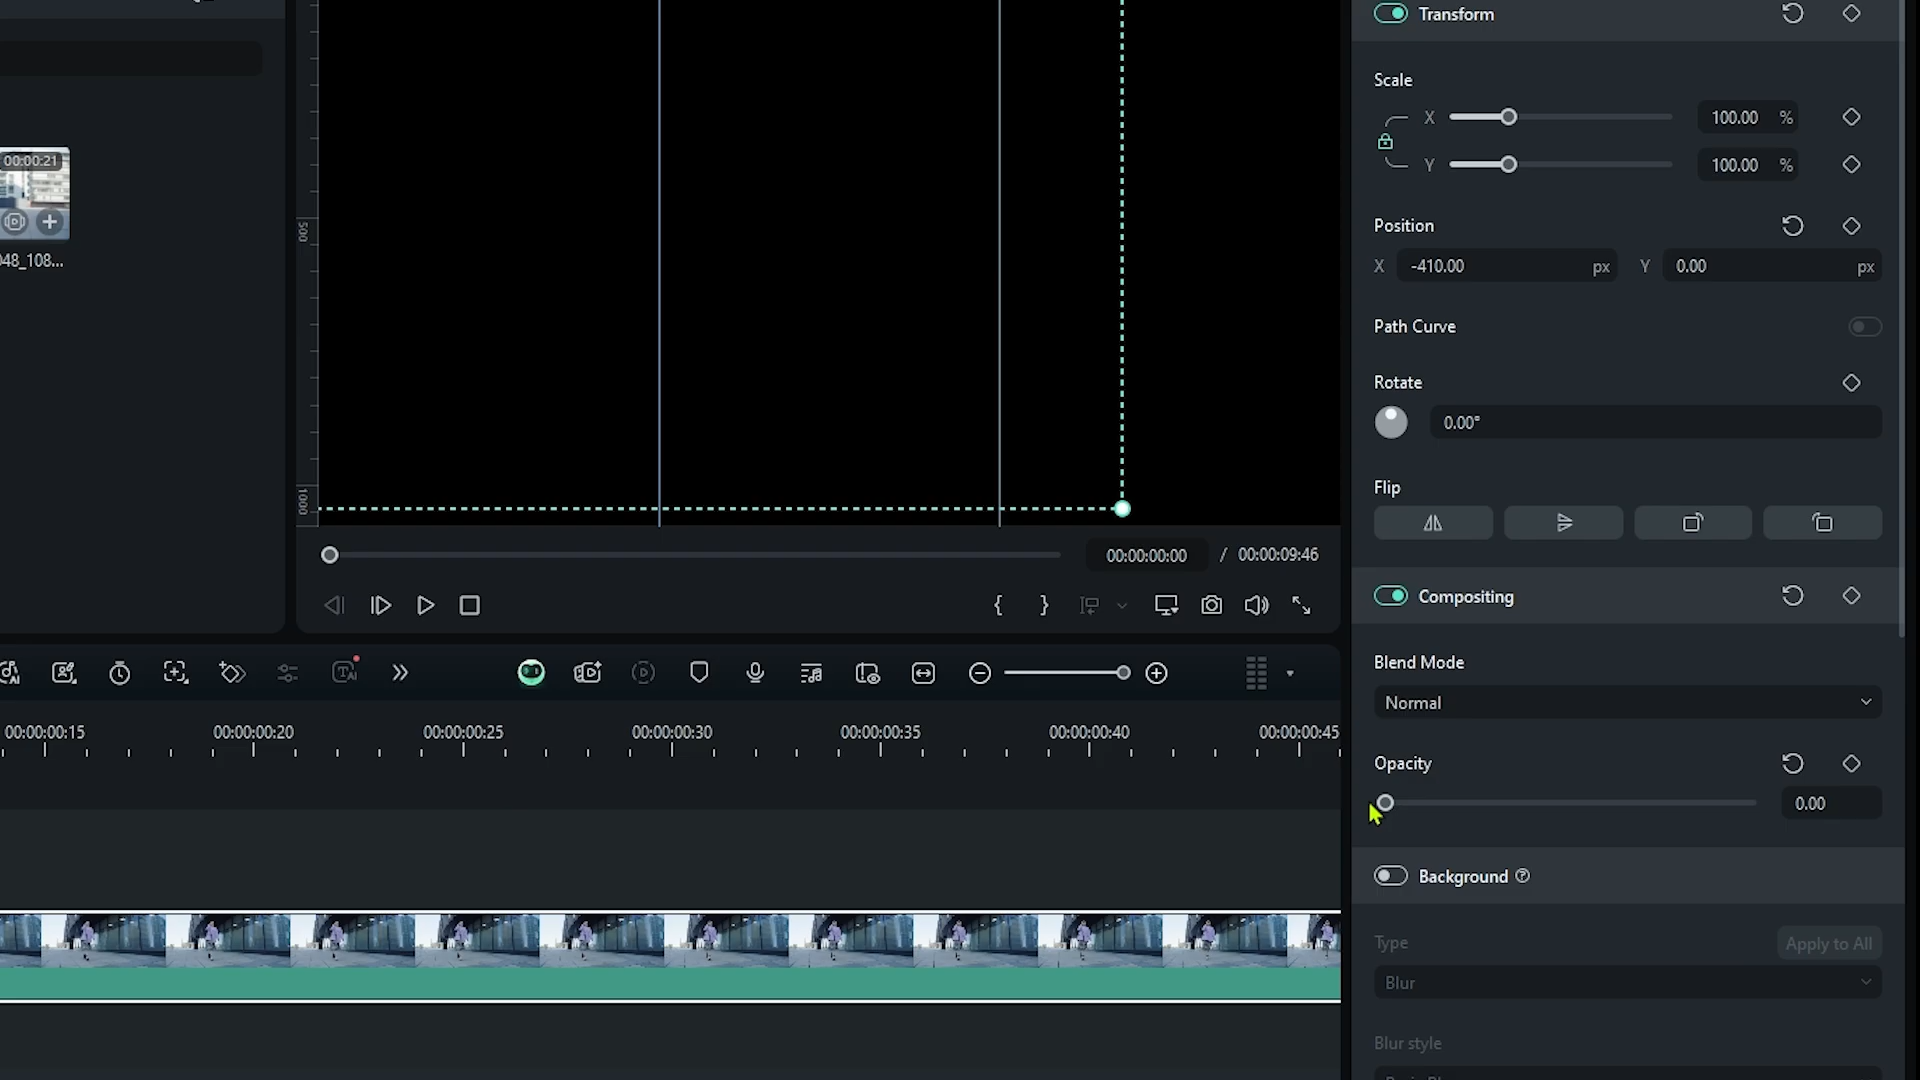 Transform
Scale
X 100.00 %
Y 100.00 %
Position
X -410.00 px Y 0.00 px
Path Curve
Rotate
0.00°
Flip
Compositing
Blend Mode
Normal
Opacity
0.00
Background
Type Apply to All
Blur
Blur style
00:00:21
048_108...
500
1000
00:00:00:00 / 00:00:09:46
00:00:00:15 00:00:00:20 00:00:00:25 00:00:00:30 00:00:00:35 00:00:00:40 00:00:00:45